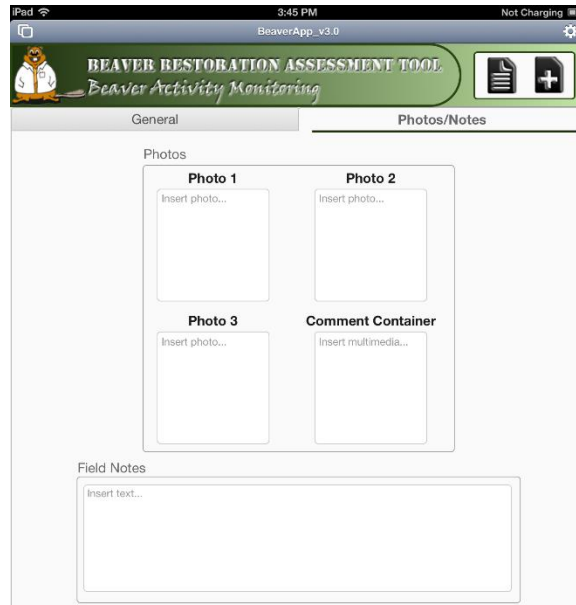 iPad 3:45 PM Not Charging
BeaverApp_v3.0
BEAVER RESTORATION ASSESSMENT TOOL
Beaver Activity Monitoring
General Photos/Notes
Photos
Photo 1 Photo 2
Insert photo... Insert photo...
Photo 3 Comment Container
Insert photo... Insert multimedia...
Field Notes
Insert text...